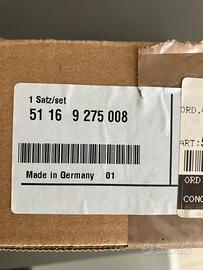 1 Satz/set
51 16 9 275 008
Made in Germany 01
ORD.
ART:
ORD
CONC